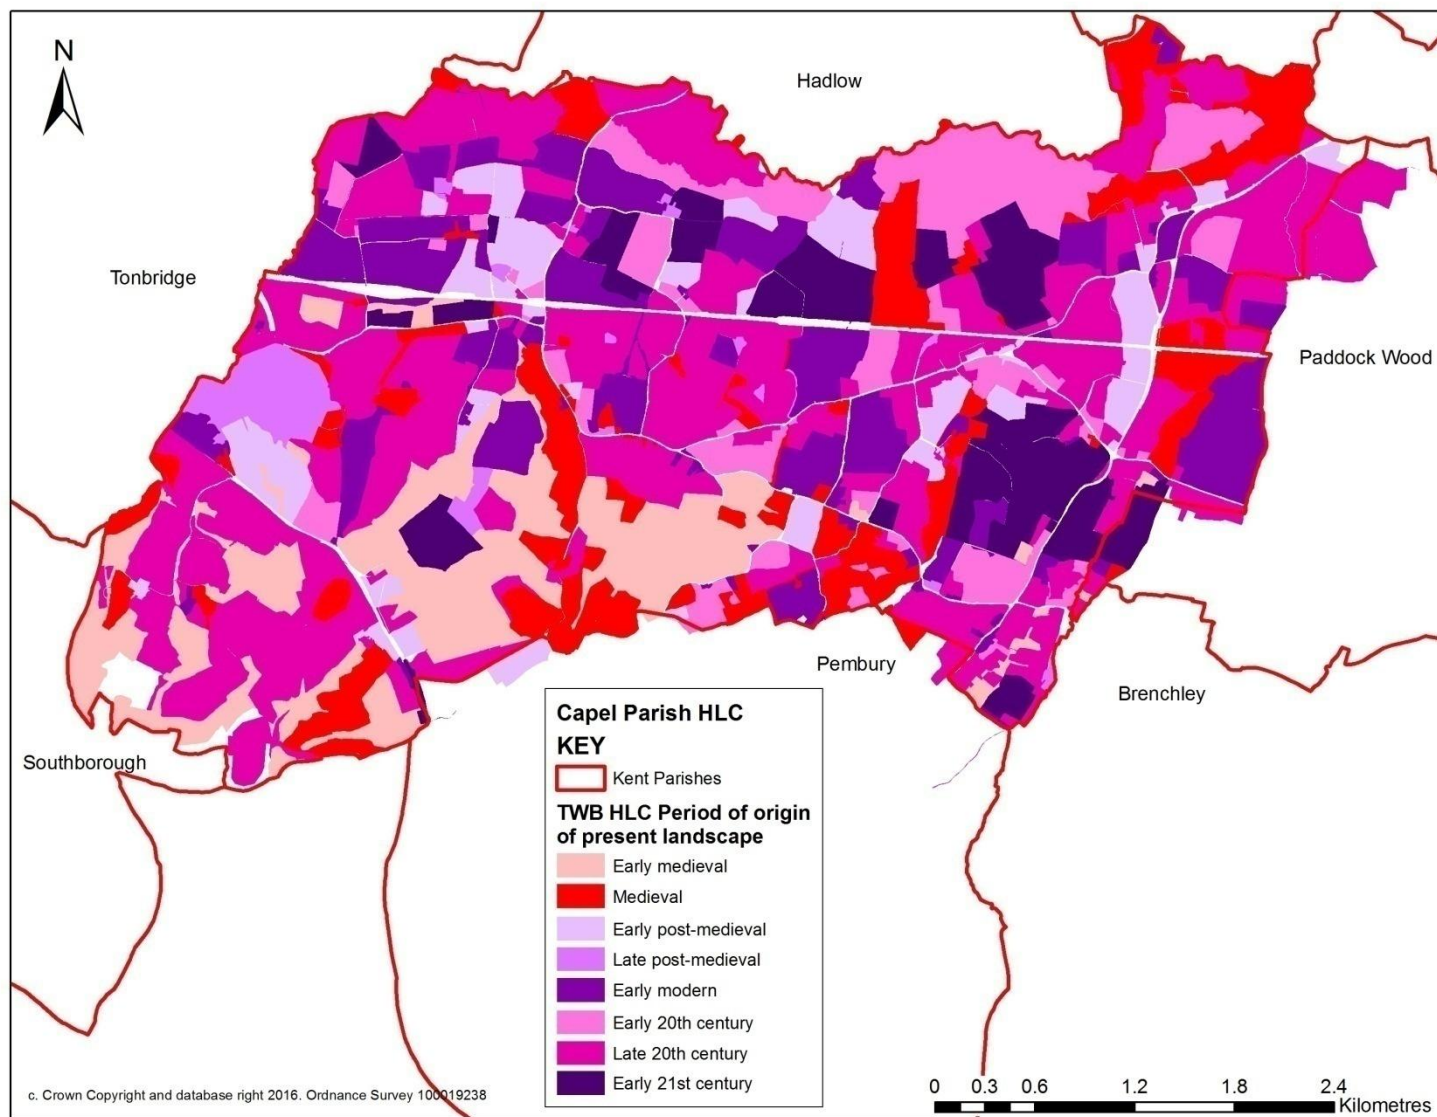 N
Hadlow
Tonbridge
Paddock Wood
Pembury
Brenchley
Southborough
Capel Parish HLC
KEY
Kent Parishes
TWB HLC Period of origin
of present landscape
Early medieval
Medieval
Early post-medieval
Late post-medieval
Early modern
Early 20th century
Late 20th century
Early 21st century
c. Crown Copyright and database right 2016. Ordnance Survey 100019238
0 0.3 0.6 1.2 1.8 2.4
Kilometres